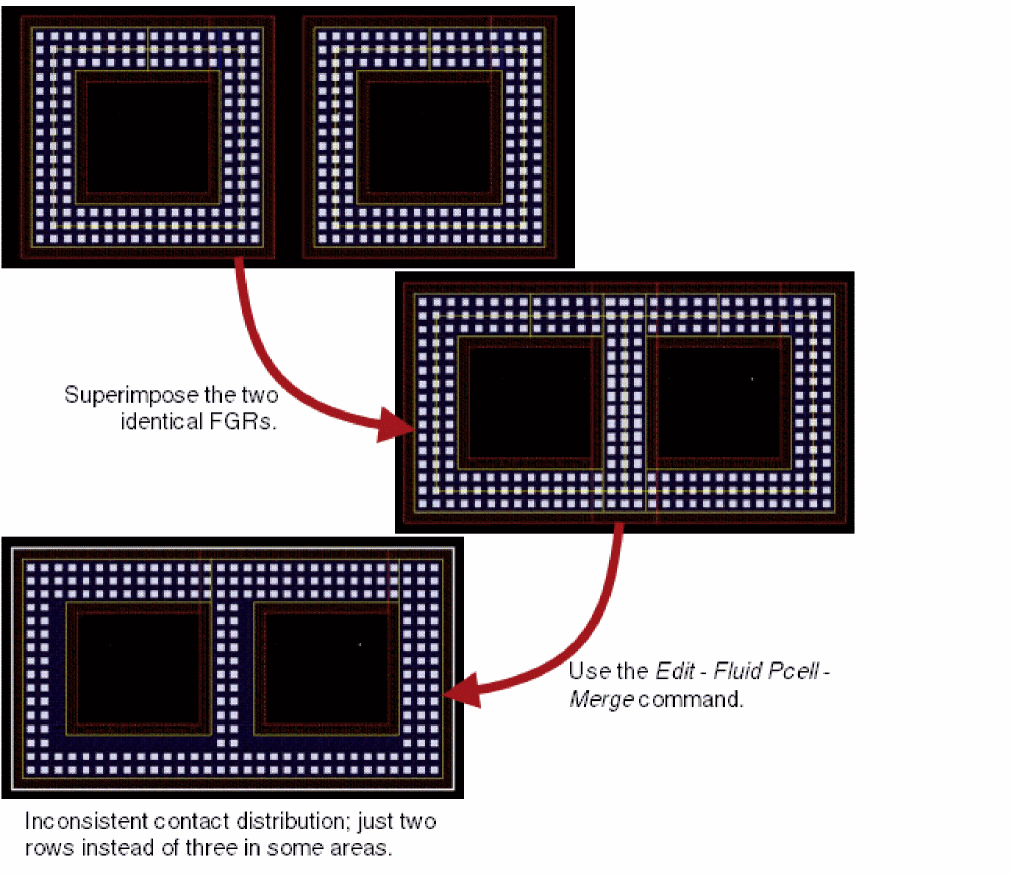 Superimpose the two
identical FGRs.
Use the Edit - Fluid Pcell -
Merge command.
Inconsistent contact distribution; just two
rows instead of three in some areas.